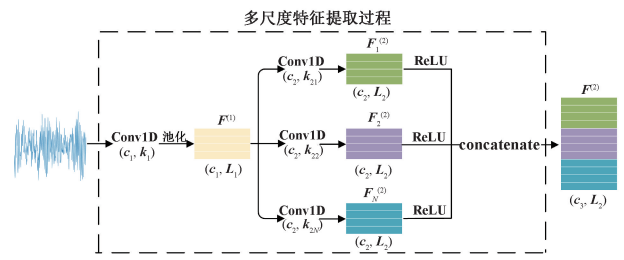 多尺度特征提取过程
Conv1D 池化
(c₁, k₁)
F⁽¹⁾
(c₁, L₁)
Conv1D
(c₂, k₂₁)
F₁⁽²⁾
(c₂, L₂)
ReLU
Conv1D
(c₂, k₂₂)
F₂⁽²⁾
(c₂, L₂)
ReLU
Conv1D
(c₂, k₂N)
F_N⁽²⁾
(c₂, L₂)
ReLU
concatenate
F⁽²⁾
(c₃, L₂)